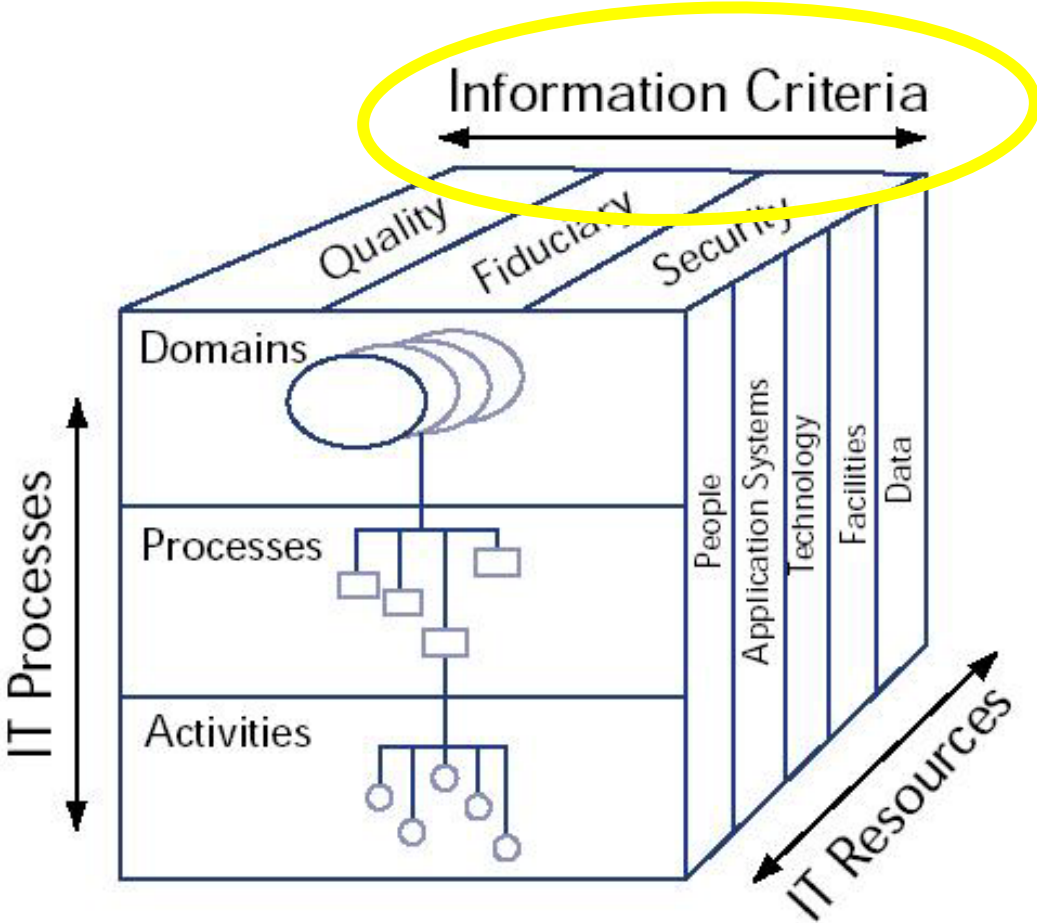 Information Criteria
Quality
Fiduciary
Security
Domains
Processes
Activities
IT Processes
People
Application Systems
Technology
Facilities
Data
IT Resources